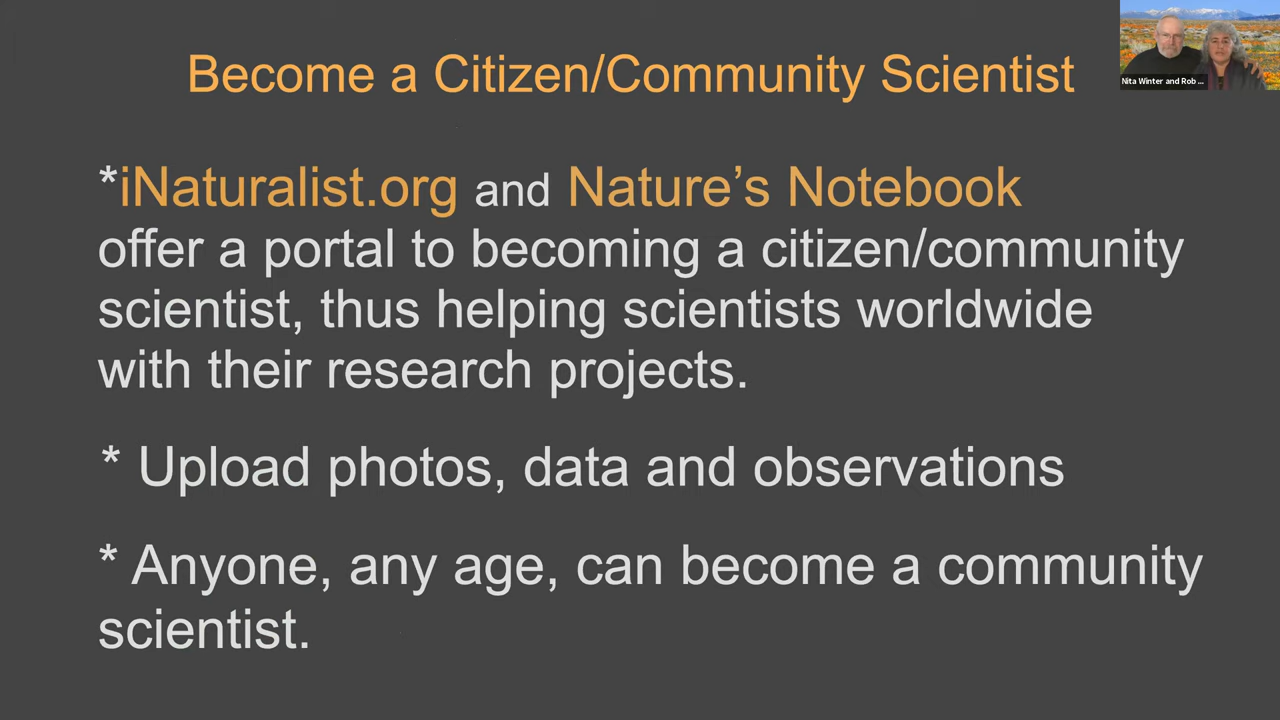 Become a Citizen/Community Scientist
Nita Winter and Rob ...
*iNaturalist.org and Nature’s Notebook
offer a portal to becoming a citizen/community
scientist, thus helping scientists worldwide
with their research projects.
* Upload photos, data and observations
* Anyone, any age, can become a community
scientist.